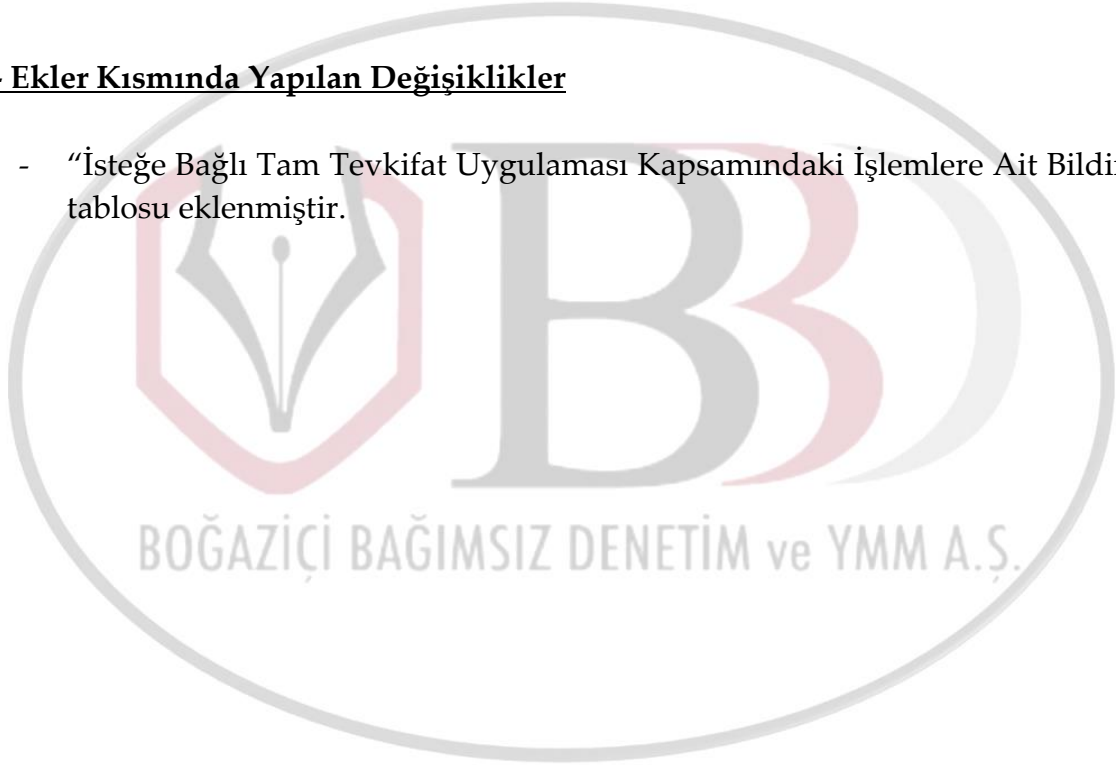 - Ekler Kısmında Yapılan Değişiklikler
- "İsteğe Bağlı Tam Tevkifat Uygulaması Kapsamındaki İşlemlere Ait
tablosu eklenmiştir.
BBD
BOĞAZİÇİ BAĞIMSIZ DENETİM ve YMM A.Ş.